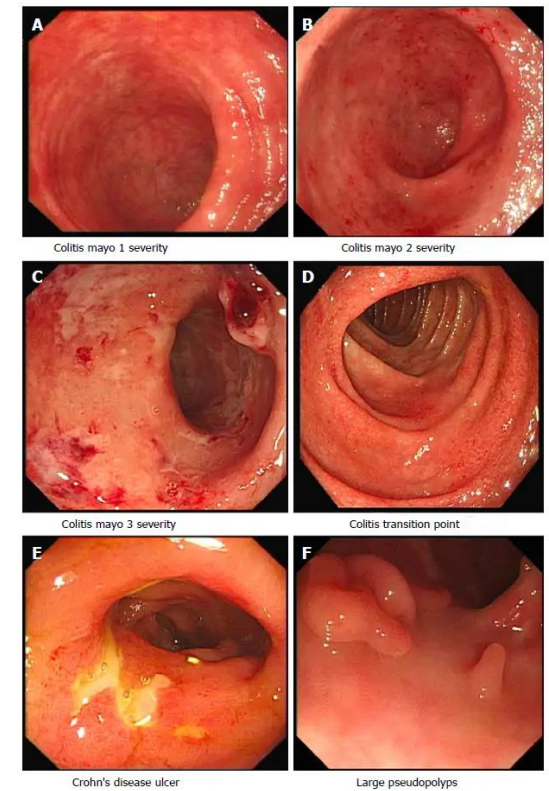 A
B
Colitis mayo 1 severity
Colitis mayo 2 severity
C
D
Colitis mayo 3 severity
Colitis transition point
E
F
Crohn's disease ulcer
Large pseudopolyps